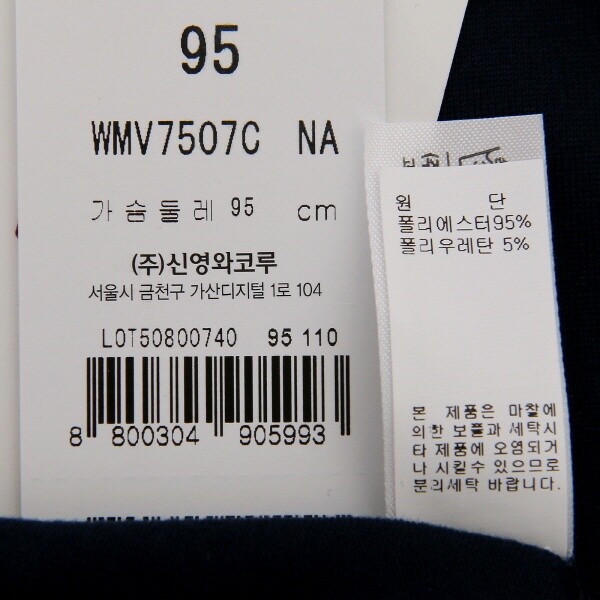 95
WMV7507C NA
가슴둘레 95 cm
(주)신영와코루
서울시 금천구 가산디지털 1로 104
LOT50800740 95 110
8 800304 905993
원 단
폴리에스터95%
폴리우레탄 5%
본 제품은 마찰에
의한 보풀과 세탁시
타 제품에 오염되거
나 시킬수 있으므로
분리세탁 바랍니다.